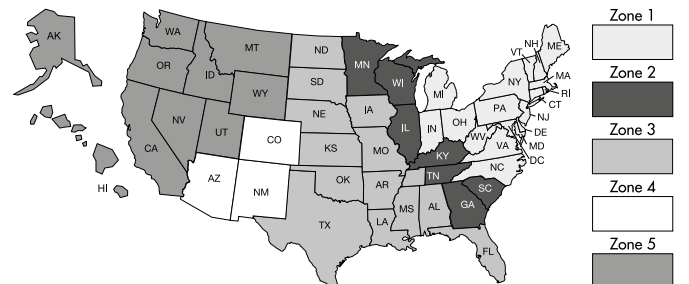 AK
WA
OR
ID
MT
WY
NV
UT
CA
HI
CO
AZ
NM
ND
SD
NE
KS
OK
TX
MN
IA
MO
AR
LA
WI
IL
MI
IN
OH
KY
TN
MS
AL
GA
SC
FL
NC
VA
WV
PA
NY
VT
NH
ME
MA
RI
CT
NJ
DE
MD
DC
Zone 1
Zone 2
Zone 3
Zone 4
Zone 5